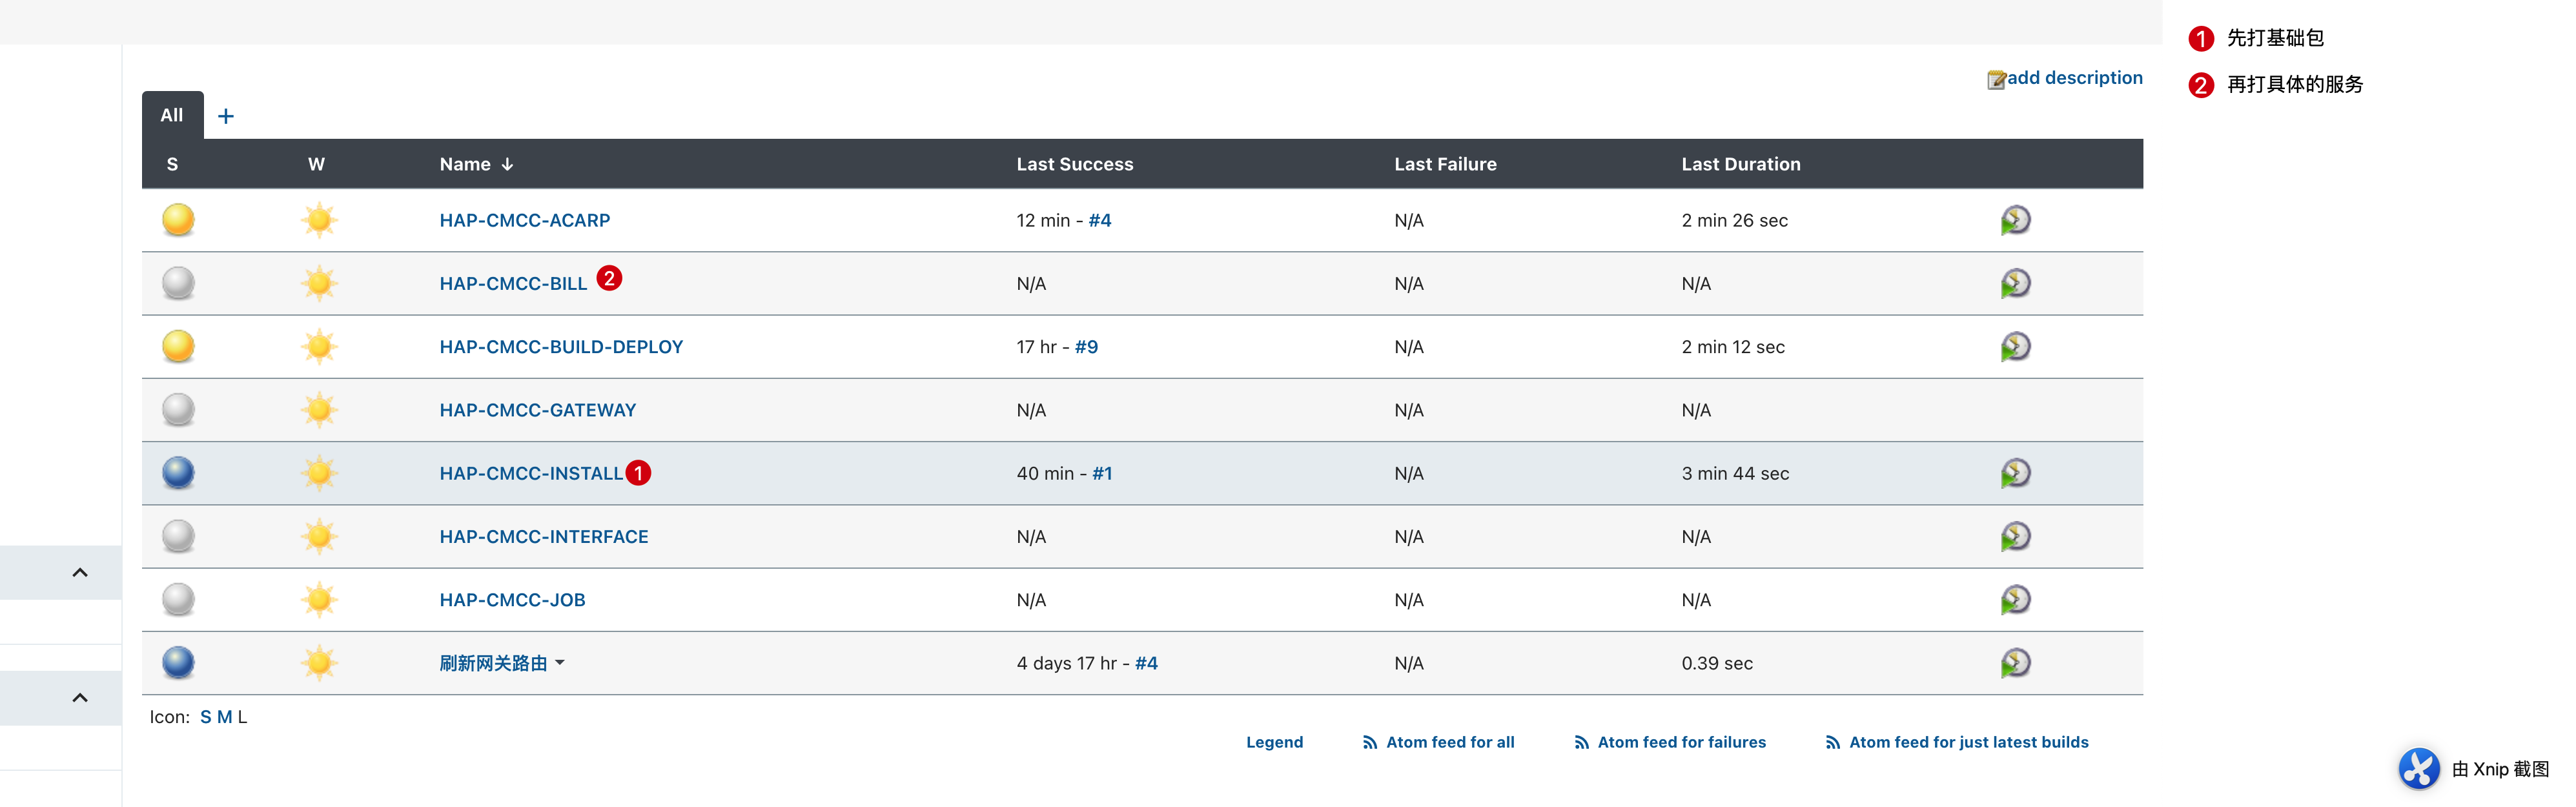 1 先打基础包
add description
2 再打具体的服务
All +
S W Name ↓ Last Success Last Failure Last Duration
HAP-CMCC-ACARP 12 min - #4 N/A 2 min 26 sec
HAP-CMCC-BILL 2 N/A N/A N/A
HAP-CMCC-BUILD-DEPLOY 17 hr - #9 N/A 2 min 12 sec
HAP-CMCC-GATEWAY N/A N/A N/A
HAP-CMCC-INSTALL 1 40 min - #1 N/A 3 min 44 sec
HAP-CMCC-INTERFACE N/A N/A N/A
HAP-CMCC-JOB N/A N/A N/A
刷新网关路由 4 days 17 hr - #4 N/A 0.39 sec
Icon: S M L
Legend Atom feed for all Atom feed for failures Atom feed for just latest builds
由 Xnip 截图